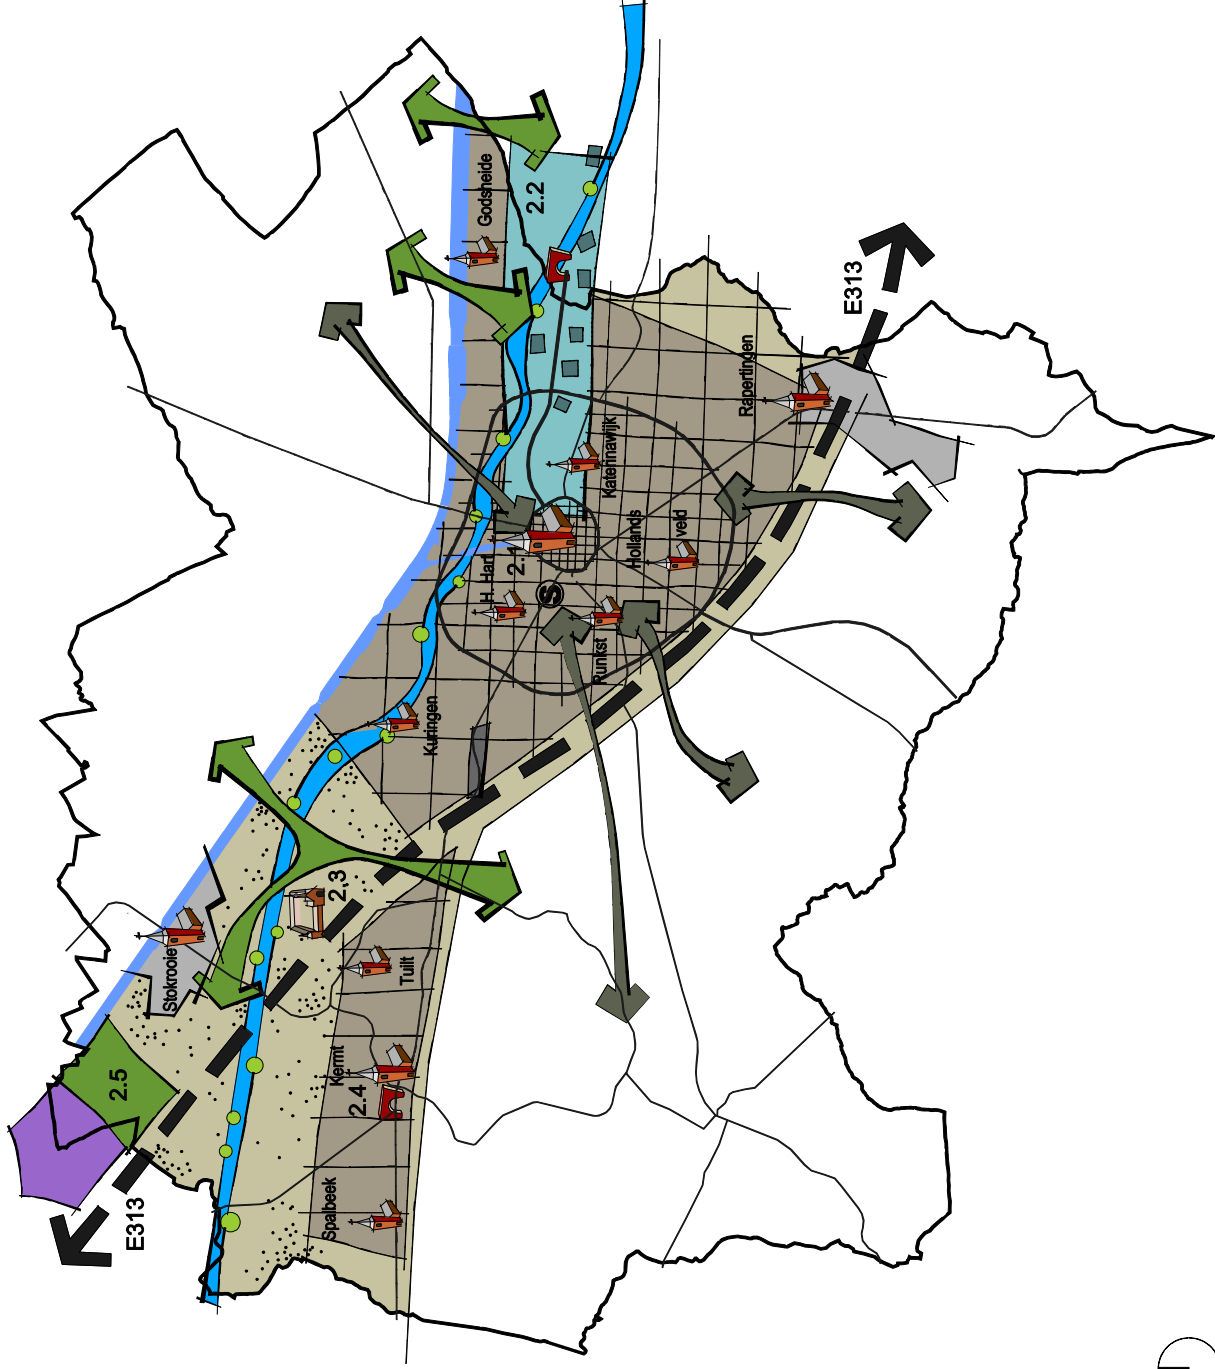 Godsheide
2.2
E313
Rapertingen
Katerinawijk
Hollands
veld
H. Hart
2.1
S
Runkst
Kuringen
2,3
Stokrooie
Tuilt
Kermt
2.4
2.5
Spalbeek
E313